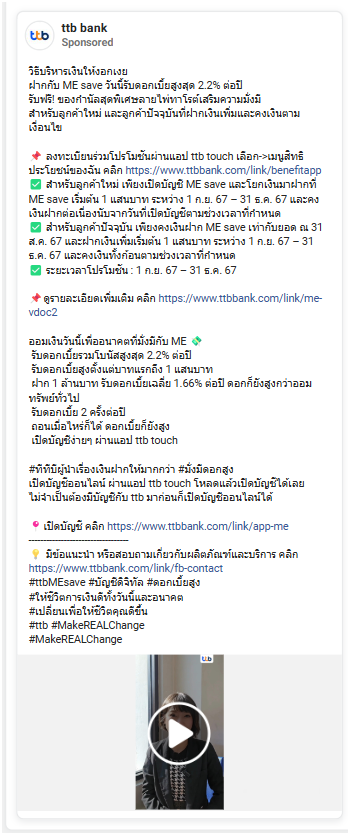 ttb bank
Sponsored
ttb
วิธีบริหารเงินให้งอกเงย
ฝากกับ ME save วันนี้รับดอกเบี้ยสูงสุด 2.2% ต่อปี
รับฟรี! ของกำนัลสุดพิเศษลายไพ่ทาโรต์เสริมความมั่งมี
สำหรับลูกค้าใหม่ และลูกค้าปัจจุบันที่ฝากเงินเพิ่มและคงเงินตาม
เงื่อนไข
📌 ลงทะเบียนร่วมโปรโมชันผ่านแอป ttb touch เลือก->เมนูสิทธิ
ประโยชน์ของฉัน คลิก https://www.ttbbank.com/link/benefitapp
✅ สำหรับลูกค้าใหม่ เพียงเปิดบัญชี ME save และโยกเงินมาฝากที่
ME save เริ่มต้น 1 แสนบาท ระหว่าง 1 ก.ย. 67 – 31 ธ.ค. 67 และคง
เงินฝากต่อเนื่องนับจากวันที่เปิดบัญชีตามช่วงเวลาที่กำหนด
✅ สำหรับลูกค้าปัจจุบัน เพียงคงเงินฝาก ME save เท่ากับยอด ณ 31
ส.ค. 67 และฝากเงินเพิ่มเริ่มต้น 1 แสนบาท ระหว่าง 1 ก.ย. 67 – 31
ธ.ค. 67 และคงเงินทั้งก้อนตามช่วงเวลาที่กำหนด
✅ ระยะเวลาโปรโมชัน : 1 ก.ย. 67 – 31 ธ.ค. 67
📌ดูรายละเอียดเพิ่มเติม คลิก https://www.ttbbank.com/link/me-
vdoc2
ออมเงินวันนี้เพื่ออนาคตที่มั่งมีกับ ME 💸
รับดอกเบี้ยรวมโบนัสสูงสุด 2.2% ต่อปี
รับดอกเบี้ยสูงตั้งแต่บาทแรกถึง 1 แสนบาท
ฝาก 1 ล้านบาท รับดอกเบี้ยเฉลี่ย 1.66% ต่อปี ดอกก็ยังสูงกว่าออม
ทรัพย์ทั่วไป
รับดอกเบี้ย 2 ครั้งต่อปี
ถอนเมื่อไหร่ก็ได้ ดอกเบี้ยก็ยังสูง
เปิดบัญชีง่ายๆ ผ่านแอป ttb touch
#ทีทีบีผู้นำเรื่องเงินฝากให้มากกว่า #มั่งมีดอกสูง
เปิดบัญชีออนไลน์ ผ่านแอป ttb touch โหลดแล้วเปิดบัญชีได้เลย
ไม่จำเป็นต้องมีบัญชีกับ ttb มาก่อนก็เปิดบัญชีออนไลน์ได้
📍 เปิดบัญชี คลิก https://www.ttbbank.com/link/app-me
--------------------------------
💡 มีข้อแนะนำ หรือสอบถามเกี่ยวกับผลิตภัณฑ์และบริการ คลิก
https://www.ttbbank.com/link/fb-contact
#ttbMEsave #บัญชีดิจิทัล #ดอกเบี้ยสูง
#ให้ชีวิตการเงินดีทั้งวันนี้และอนาคต
#เปลี่ยนเพื่อให้ชีวิตคุณดีขึ้น
#ttb #MakeREALChange
#MakeREALChange
ttb